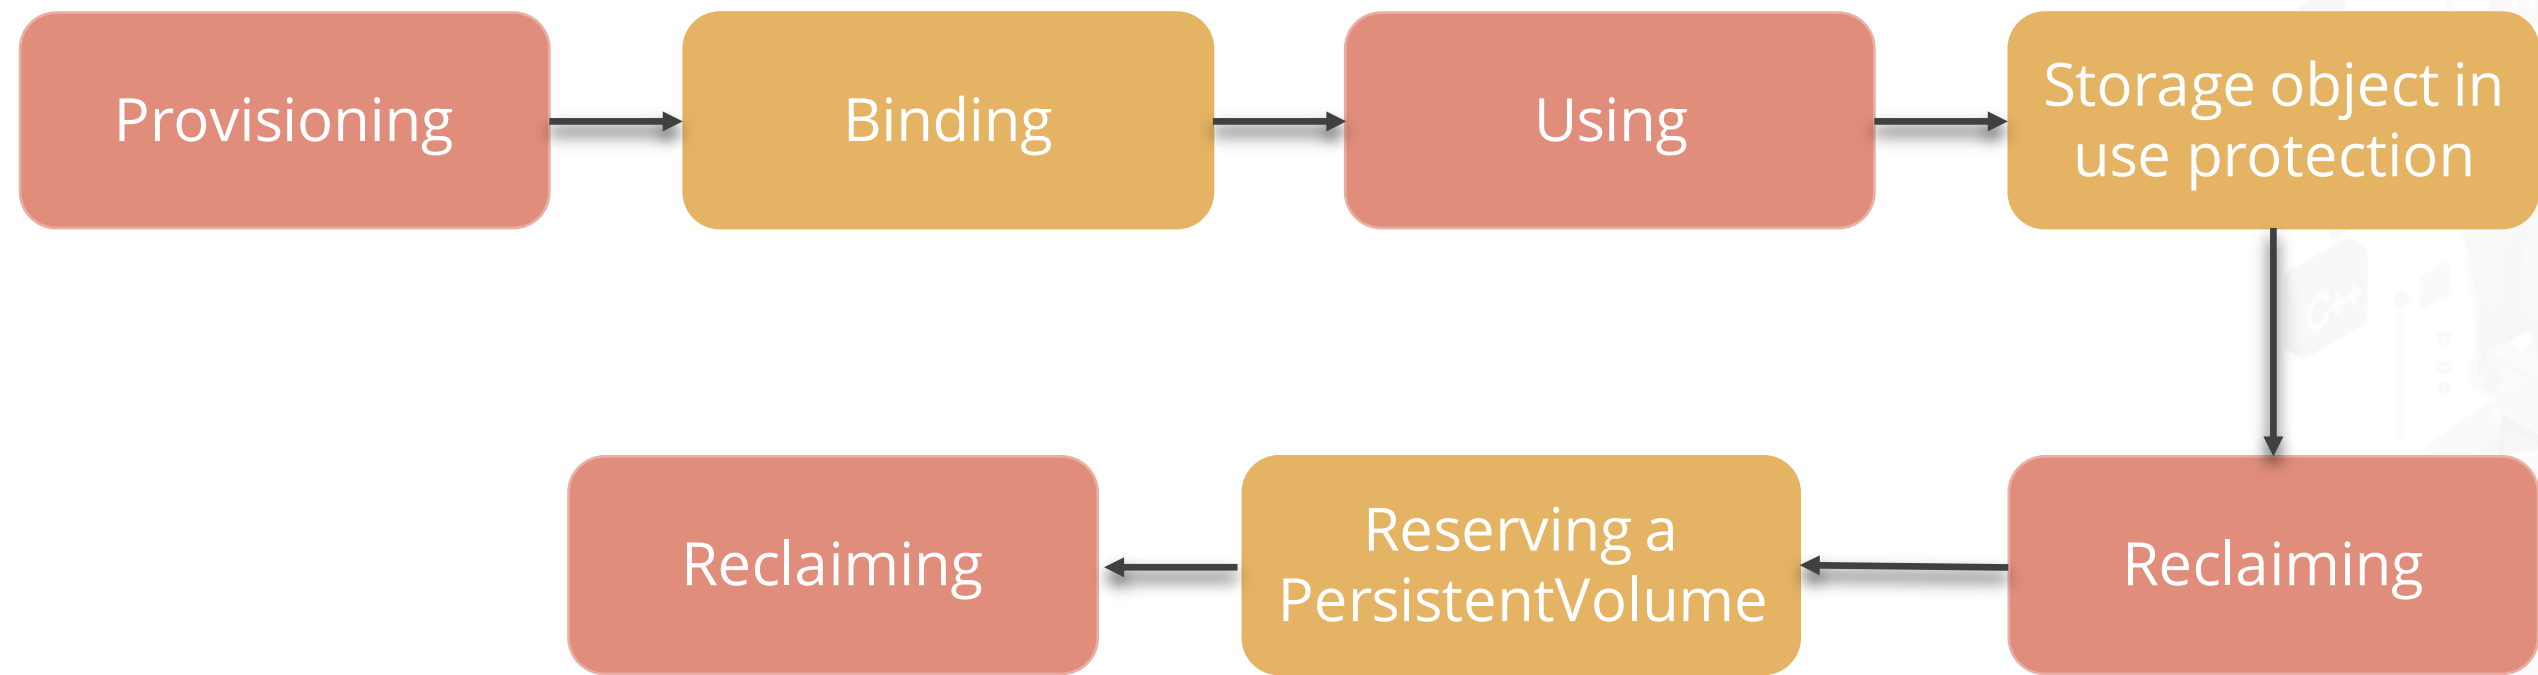 Provisioning
Binding
Using
Storage object in
use protection
C++
Reclaiming
Reserving a
PersistentVolume
Reclaiming